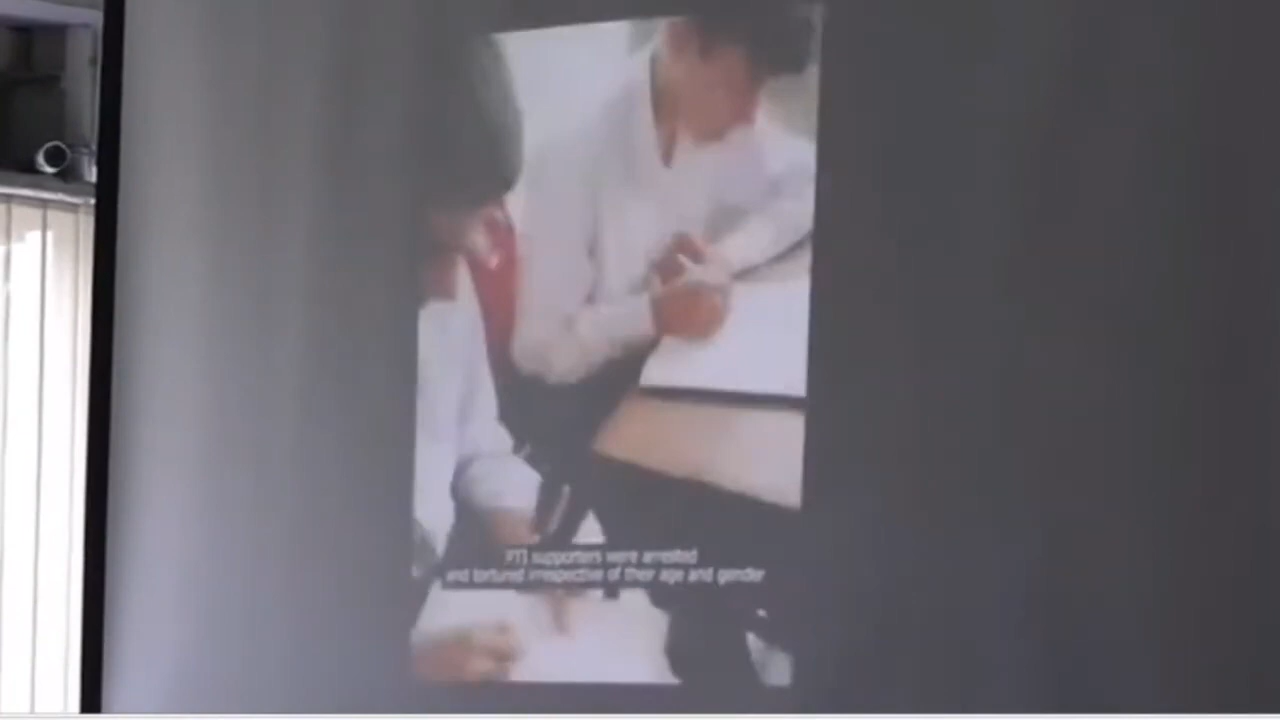 PTI supporters were arrested
and tortured irrespective of their age and gender